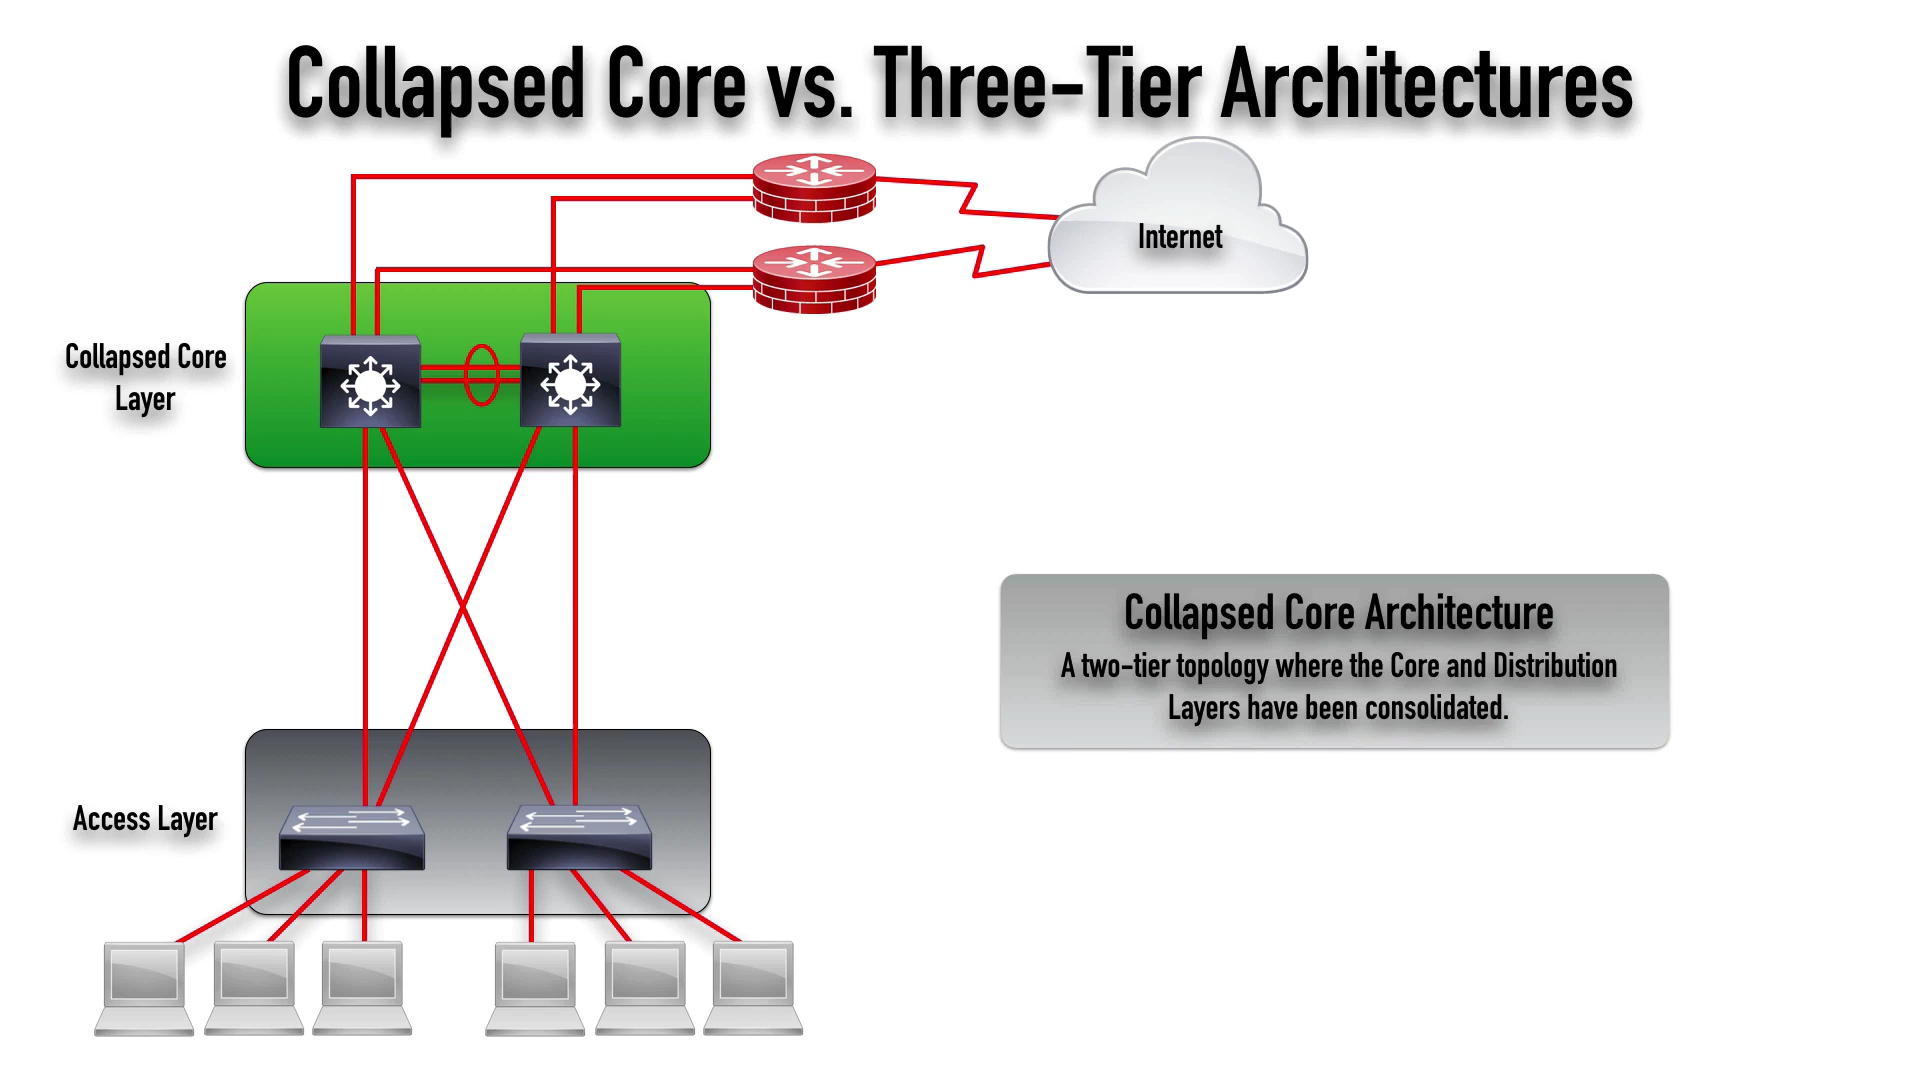 Collapsed Core vs. Three-Tier Architectures
Internet
Collapsed Core
Layer
Collapsed Core Architecture
A two-tier topology where the Core and Distribution
Layers have been consolidated.
Access Layer